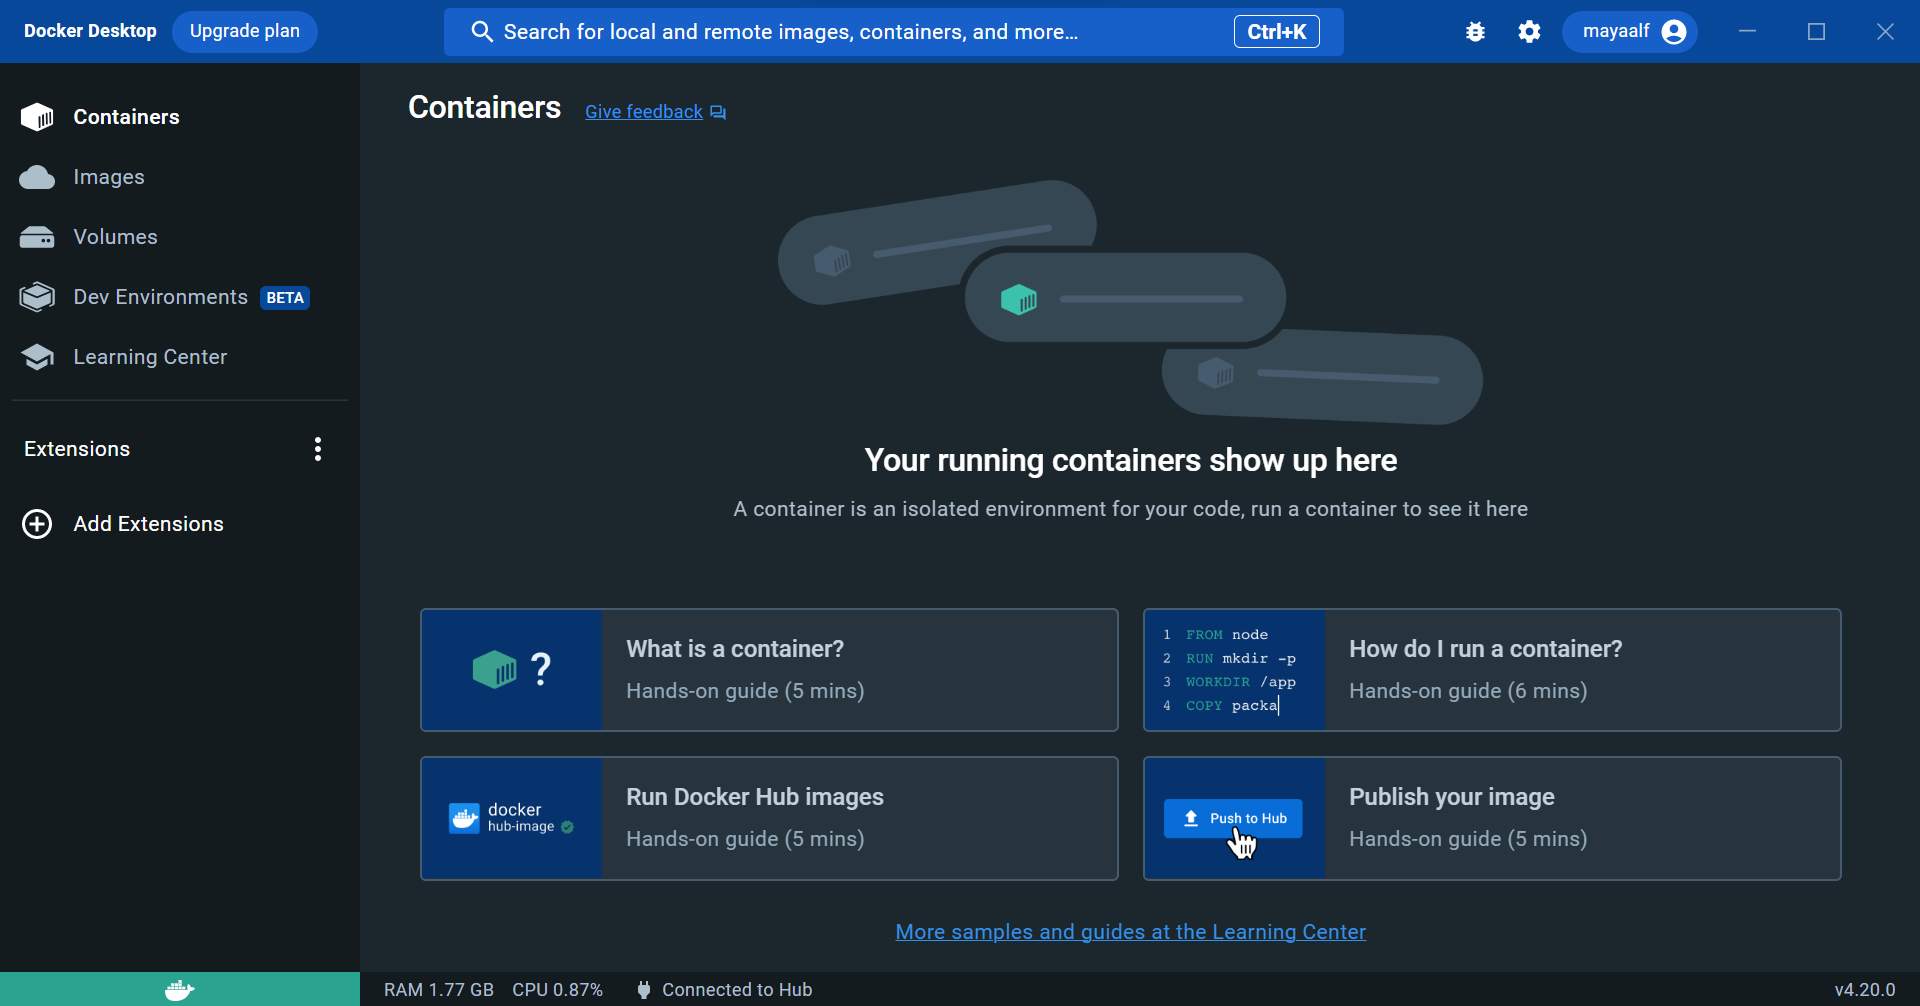 Docker Desktop
Upgrade plan
Search for local and remote images, containers, and more...
Ctrl+K
mayaalf
Containers
Images
Volumes
Dev Environments BETA
Learning Center
Extensions
Add Extensions
Containers
Give feedback
Your running containers show up here
A container is an isolated environment for your code, run a container to see it here
?
What is a container?
Hands-on guide (5 mins)
1 FROM node
2 RUN mkdir -p
3 WORKDIR /app
4 COPY packa
How do I run a container?
Hands-on guide (6 mins)
docker
hub-image
Run Docker Hub images
Hands-on guide (5 mins)
Push to Hub
Publish your image
Hands-on guide (5 mins)
More samples and guides at the Learning Center
RAM 1.77 GB CPU 0.87% Connected to Hub
v4.20.0